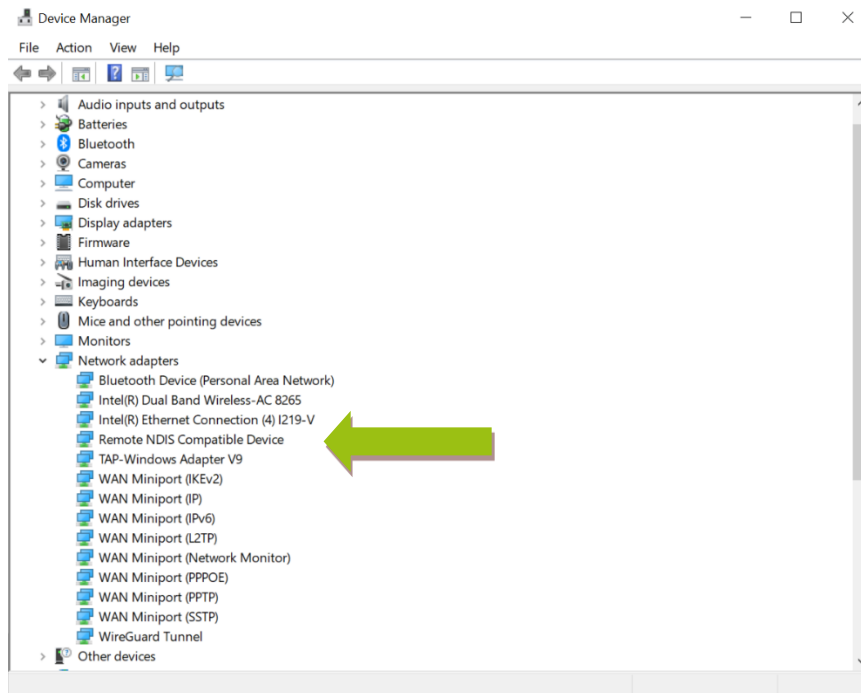 Device Manager
File Action View Help
Audio inputs and outputs
Batteries
Bluetooth
Cameras
Computer
Disk drives
Display adapters
Firmware
Human Interface Devices
Imaging devices
Keyboards
Mice and other pointing devices
Monitors
Network adapters
Bluetooth Device (Personal Area Network)
Intel(R) Dual Band Wireless-AC 8265
Intel(R) Ethernet Connection (4) I219-V
Remote NDIS Compatible Device
TAP-Windows Adapter V9
WAN Miniport (IKEv2)
WAN Miniport (IP)
WAN Miniport (IPv6)
WAN Miniport (L2TP)
WAN Miniport (Network Monitor)
WAN Miniport (PPPOE)
WAN Miniport (PPTP)
WAN Miniport (SSTP)
WireGuard Tunnel
Other devices